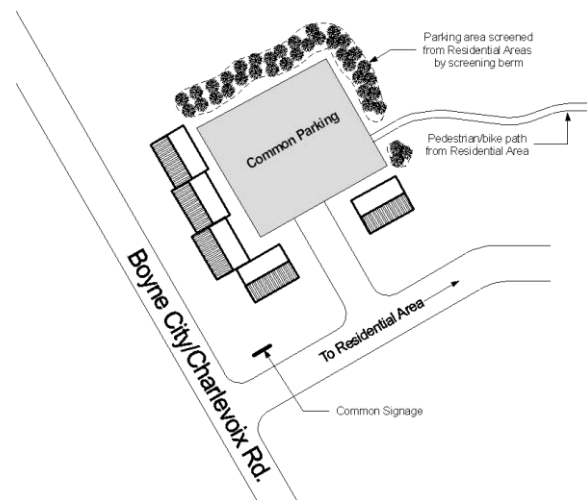 Parking area screened
from Residential Areas
by screening berm
Common Parking
Pedestrian/bike path
from Residential Area
Boyne City/Charlevoix Rd.
To Residential Area
Common Signage